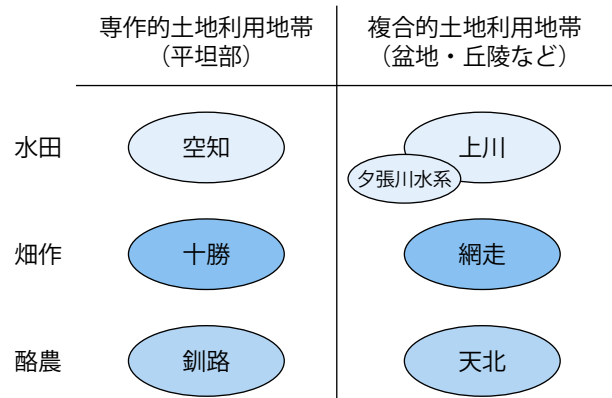 専作的土地利用地帯
（平坦部）
複合的土地利用地帯
（盆地・丘陵など）
水田
空知
上川
夕張川水系
畑作
十勝
網走
酪農
釧路
天北